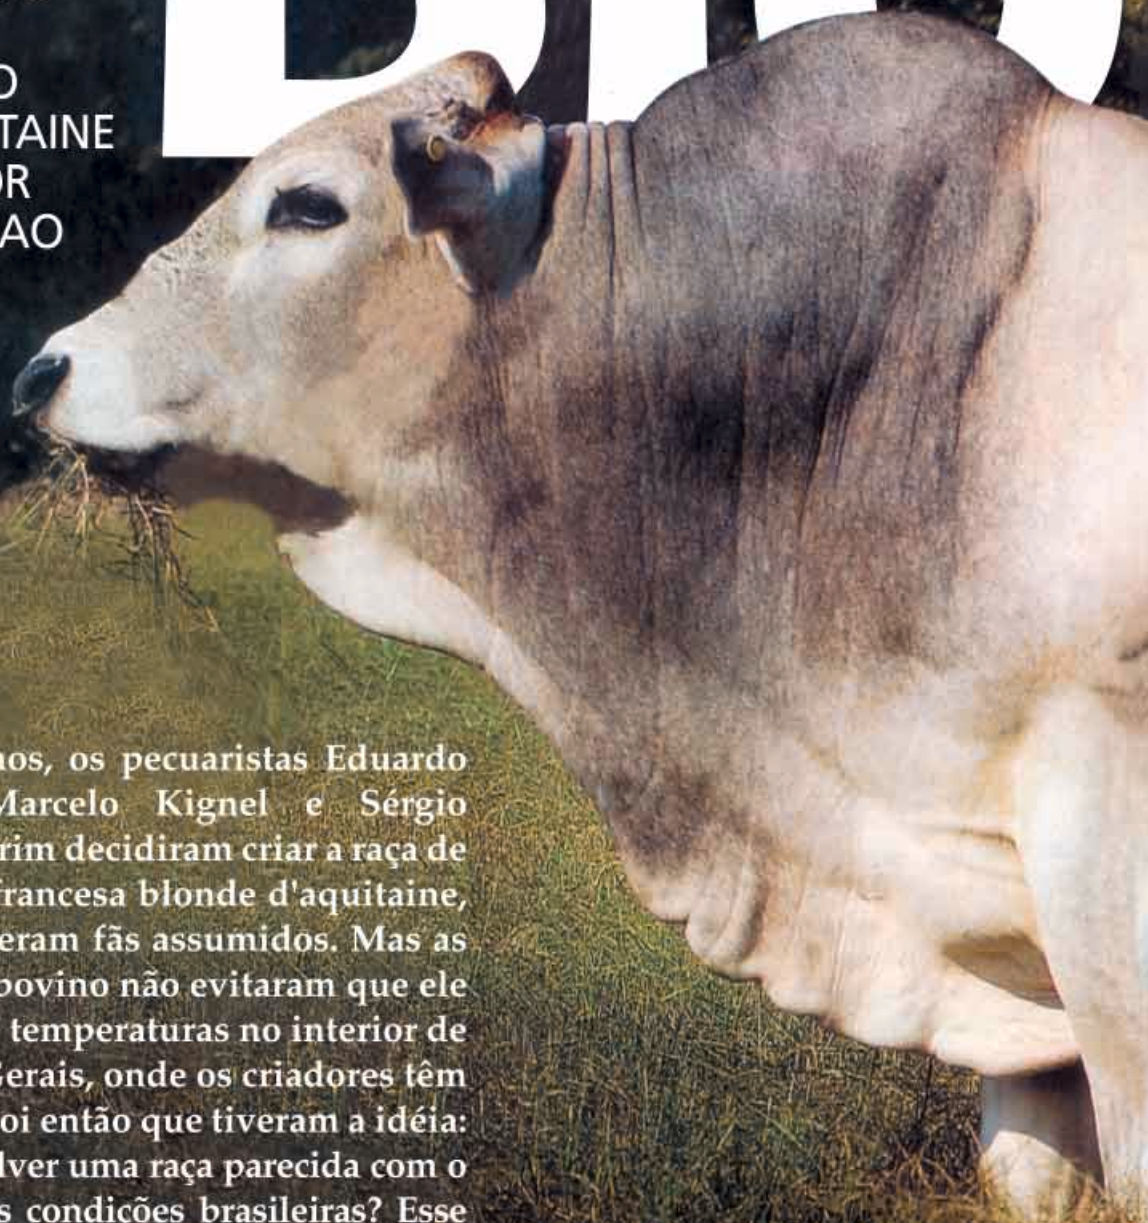 O
TAINE
OR
AO
nos, os pecuaristas Eduardo
Marcelo Kignel e Sérgio
rim decidiram criar a raça de
francesa blonde d'aquitaine,
eram fãs assumidos. Mas as
bovino não evitaram que ele
temperaturas no interior de
Gerais, onde os criadores têm
oi então que tiveram a idéia:
lver uma raça parecida com o
s condições brasileiras? Esse